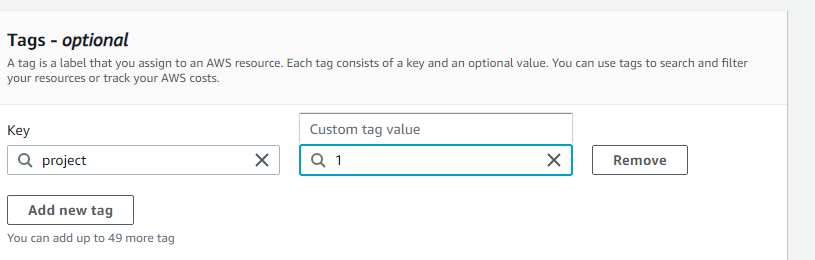 Tags - optional
A tag is a label that you assign to an AWS resource. Each tag consists of a key and an optional value. You can use tags to search and filter
your resources or track your AWS costs.
Key
Custom tag value
project
1
Remove
Add new tag
You can add up to 49 more tag